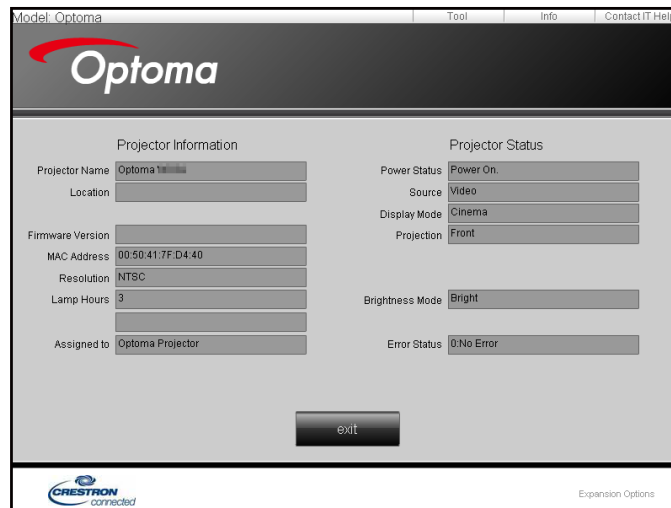 Model: Optoma
Tool
Info
Contact IT Hel
Optoma
Projector Information
Projector Name Optoma
Location
Firmware Version
MAC Address 00:50:41:7F:D4:40
Resolution NTSC
Lamp Hours 3
Assigned to Optoma Projector
Projector Status
Power Status Power On.
Source Video
Display Mode Cinema
Projection Front
Brightness Mode Bright
Error Status 0:No Error
exit
CRESTRON
connected
Expansion Options